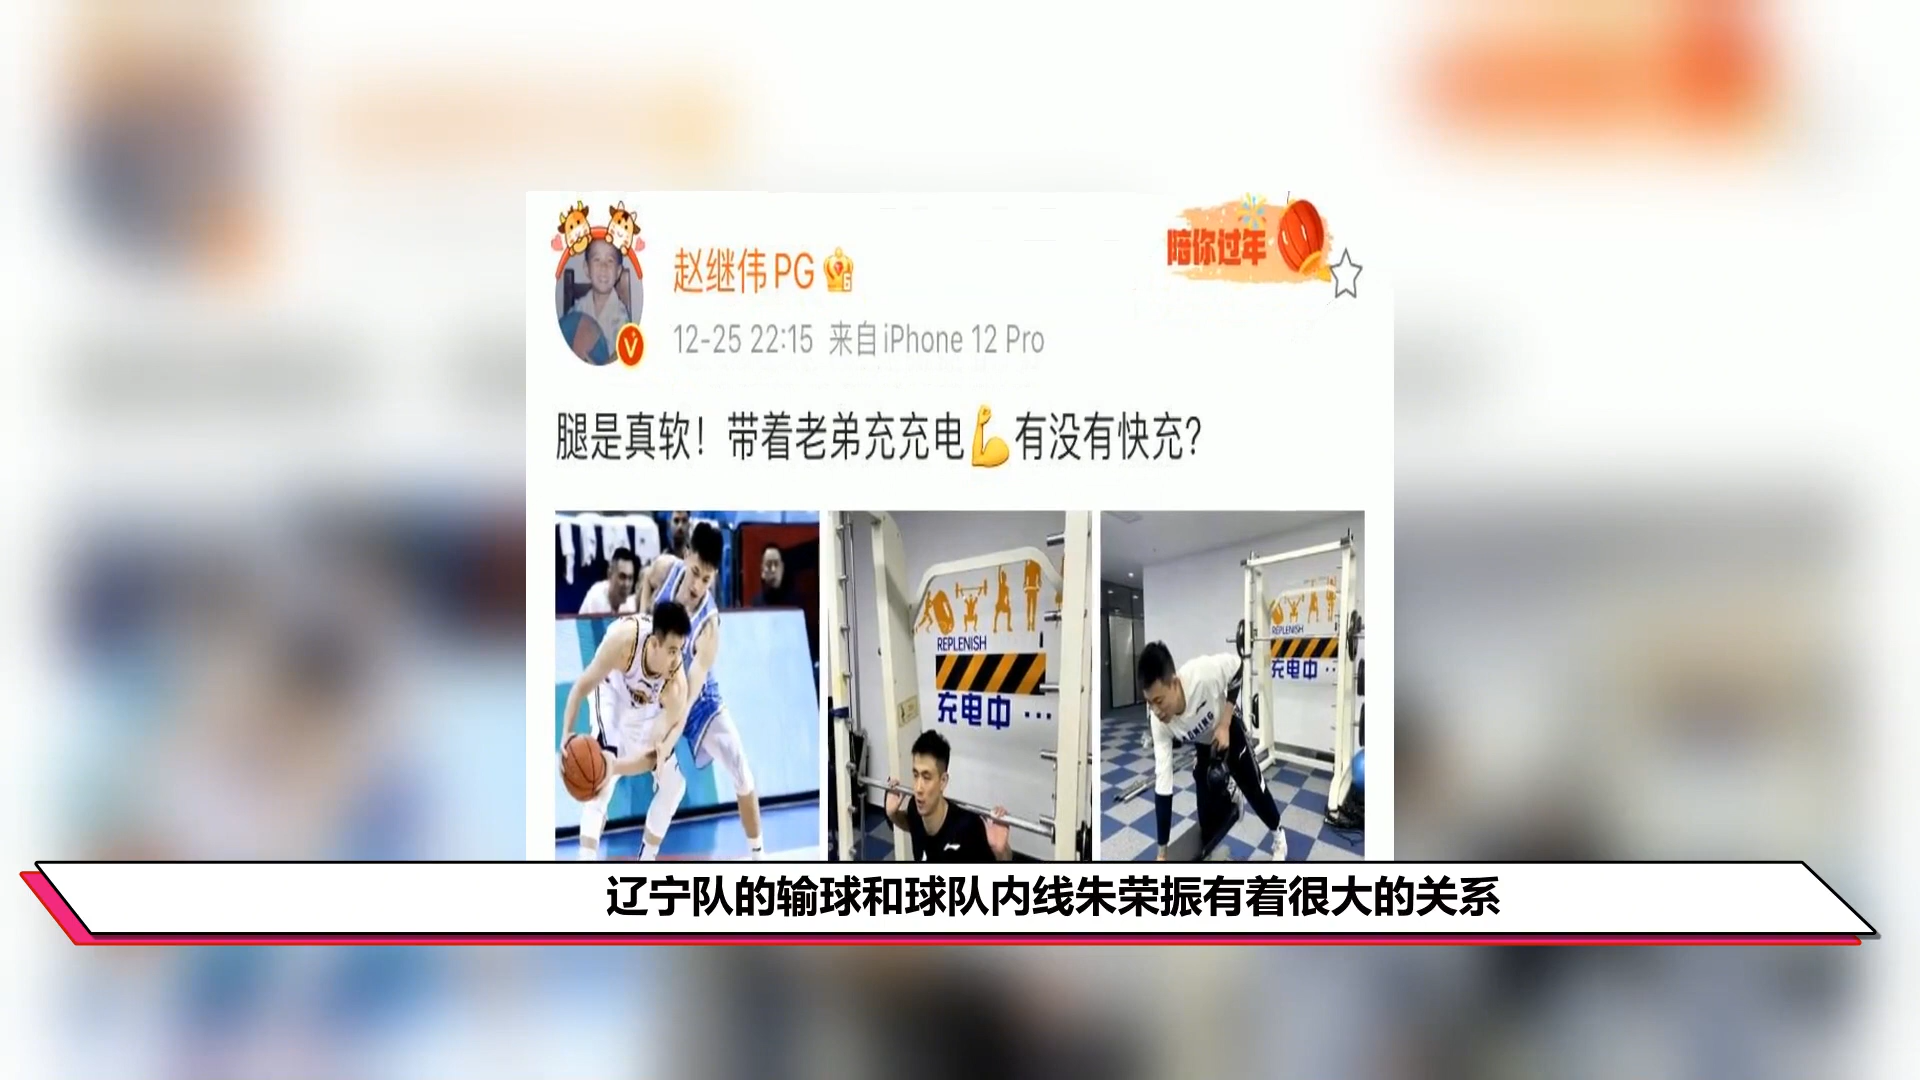 陪你过年
赵继伟PG
12-25 22:15 来自iPhone 12 Pro
腿是真软！带着老弟充充电💪有没有快充？
REPLENISH
充电中 ···
REPLENISH
充电中 ··
辽宁队的输球和球队内线朱荣振有着很大的关系